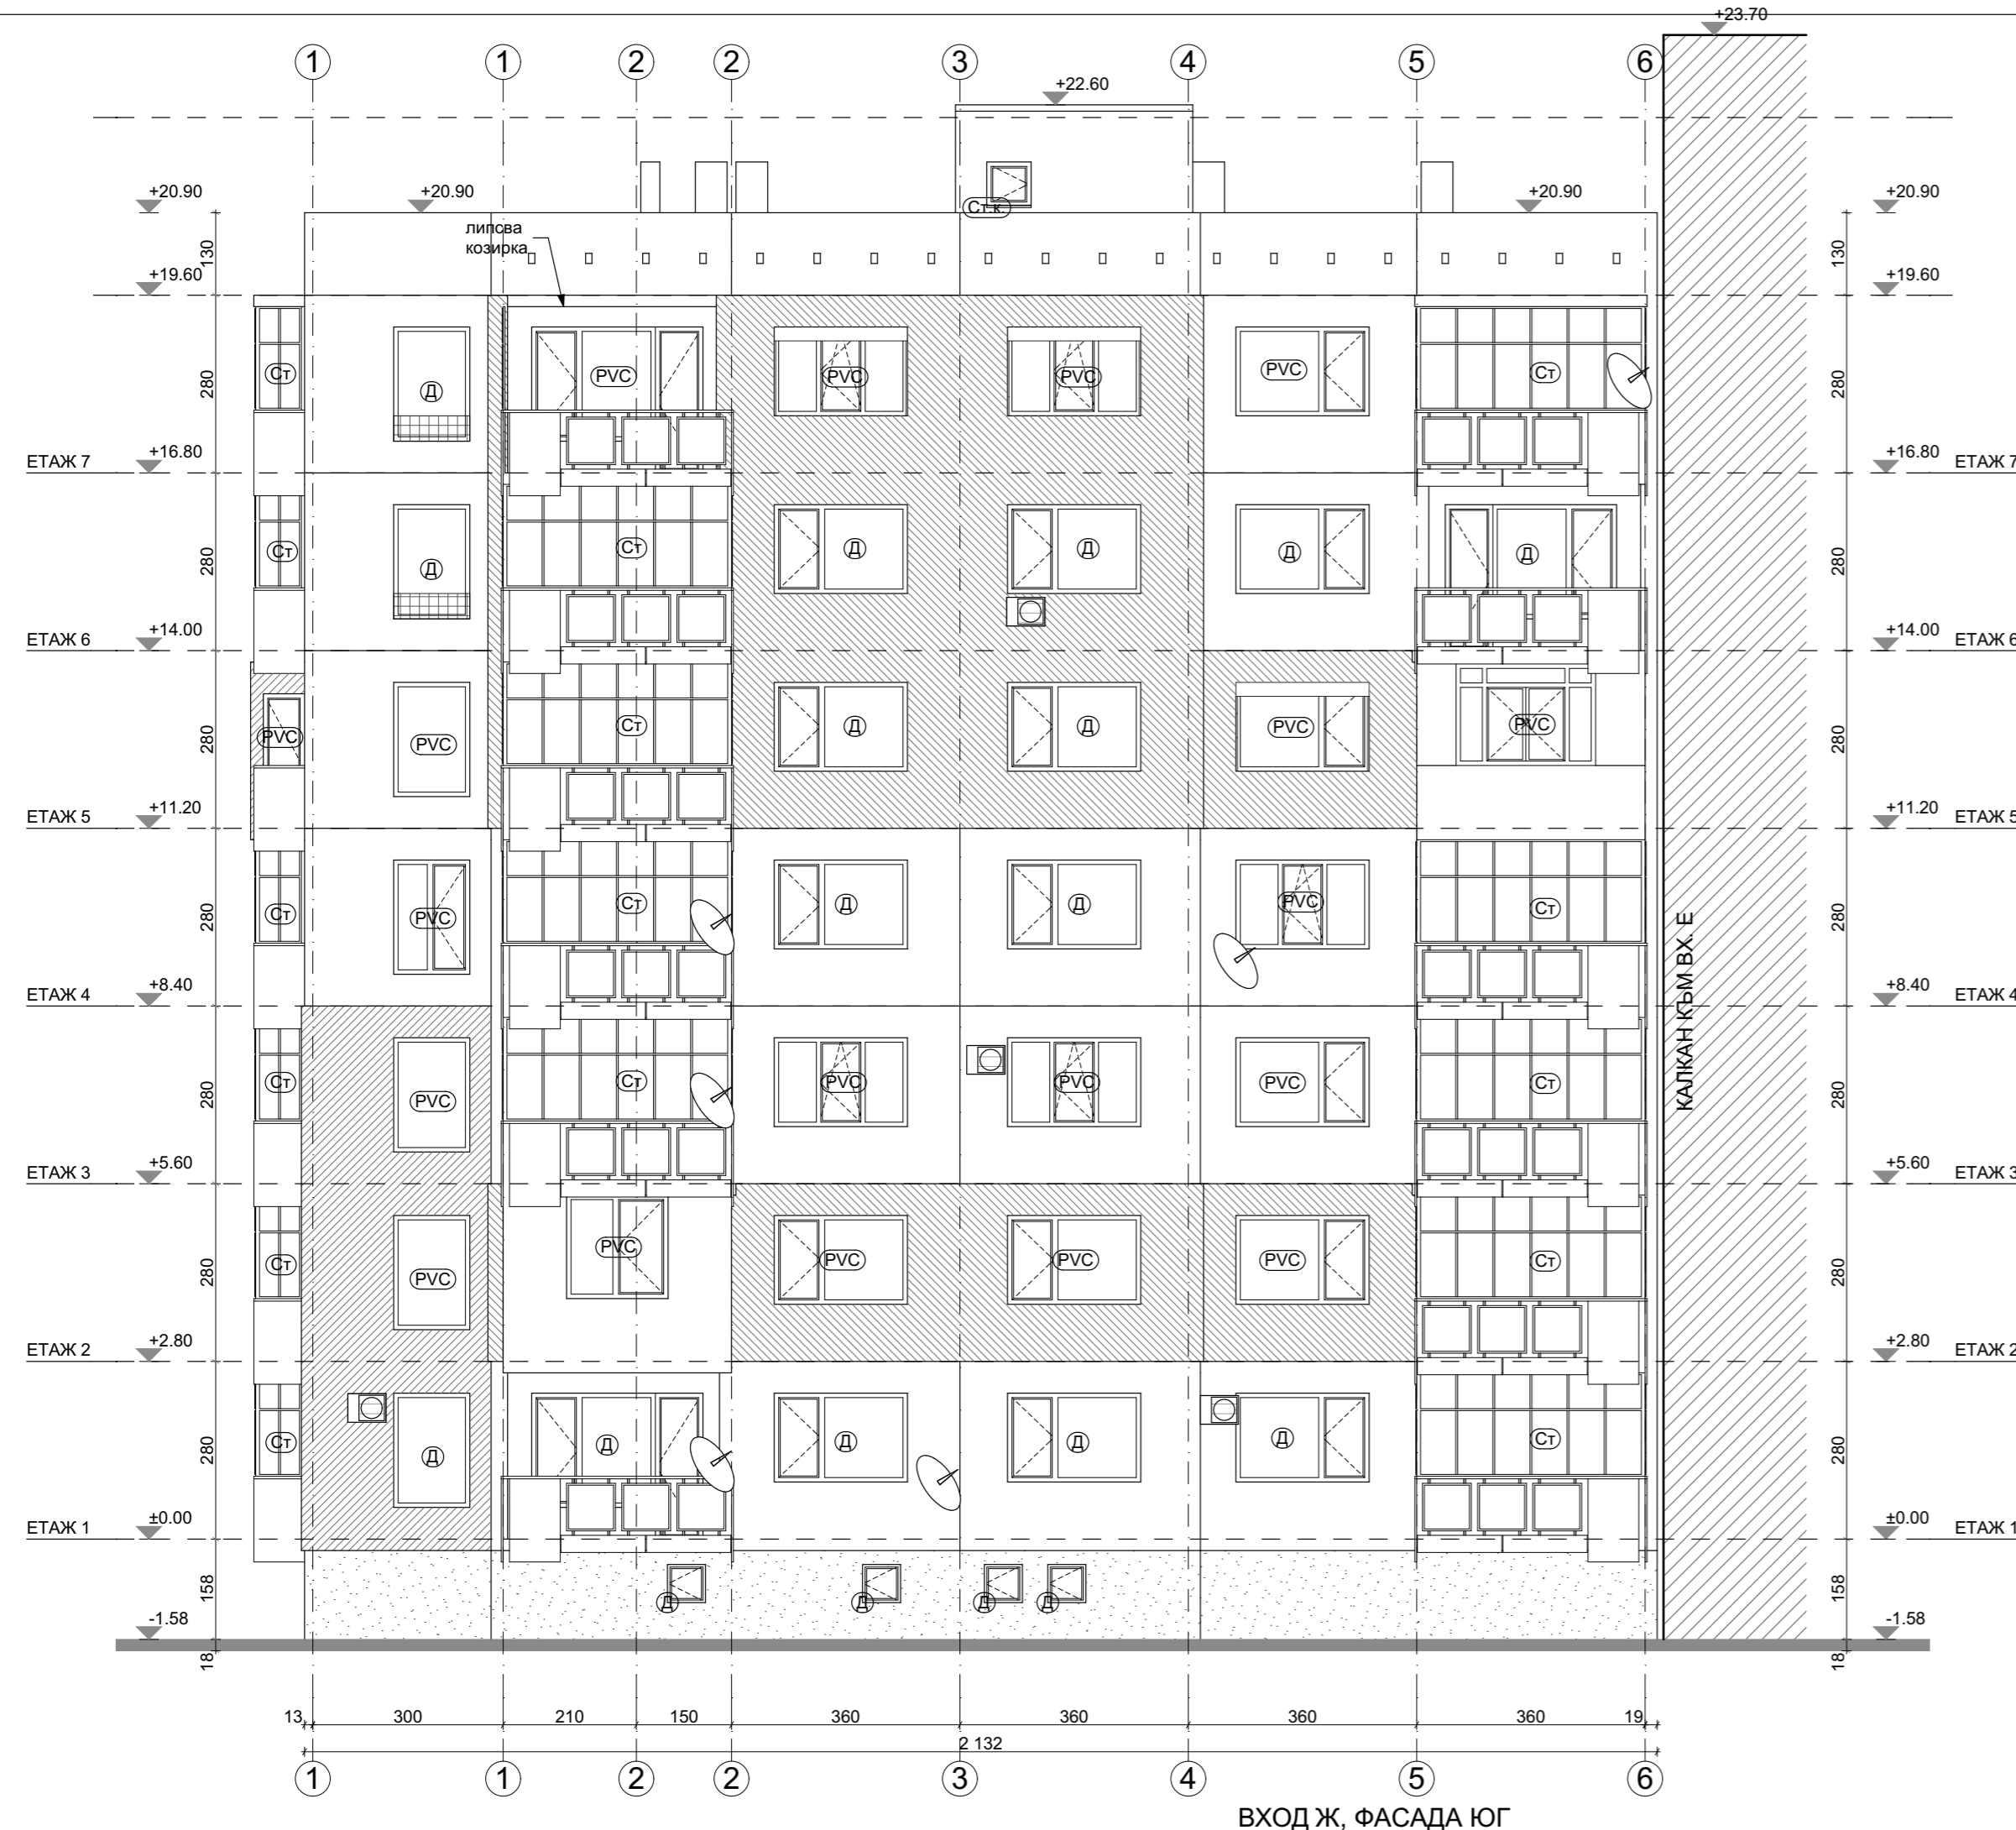 +23.70
1 1 2 2 3 4 5 6
+22.60
+20.90 +20.90 +20.90 +20.90
Ст.к.
липсва
козирка
130 130
+19.60 +19.60
Ст Д PVC PVC PVC PVC Ст
280 280
ЕТАЖ 7 +16.80 +16.80 ЕТАЖ 7
Ст Д Ст Д Д Д Д
280 280
ЕТАЖ 6 +14.00 +14.00 ЕТАЖ 6
PVC PVC Ст Д Д PVC PVC
280 280
ЕТАЖ 5 +11.20 +11.20 ЕТАЖ 5
Ст PVC Ст Д Д PVC Ст
280 280
КАЛКАН КЪМ ВХ. Е
ЕТАЖ 4 +8.40 +8.40 ЕТАЖ 4
Ст PVC Ст PVC PVC PVC Ст
280 280
ЕТАЖ 3 +5.60 +5.60 ЕТАЖ 3
Ст PVC PVC PVC PVC PVC Ст
280 280
ЕТАЖ 2 +2.80 +2.80 ЕТАЖ 2
Ст Д Д Д Д Д Ст
280 280
ЕТАЖ 1 ±0.00 ±0.00 ЕТАЖ 1
158 Д Д Д Д 158
-1.58 -1.58
18 18
13 300 210 150 360 360 360 360 19
2 132
1 1 2 2 3 4 5 6
ВХОД Ж, ФАСАДА ЮГ